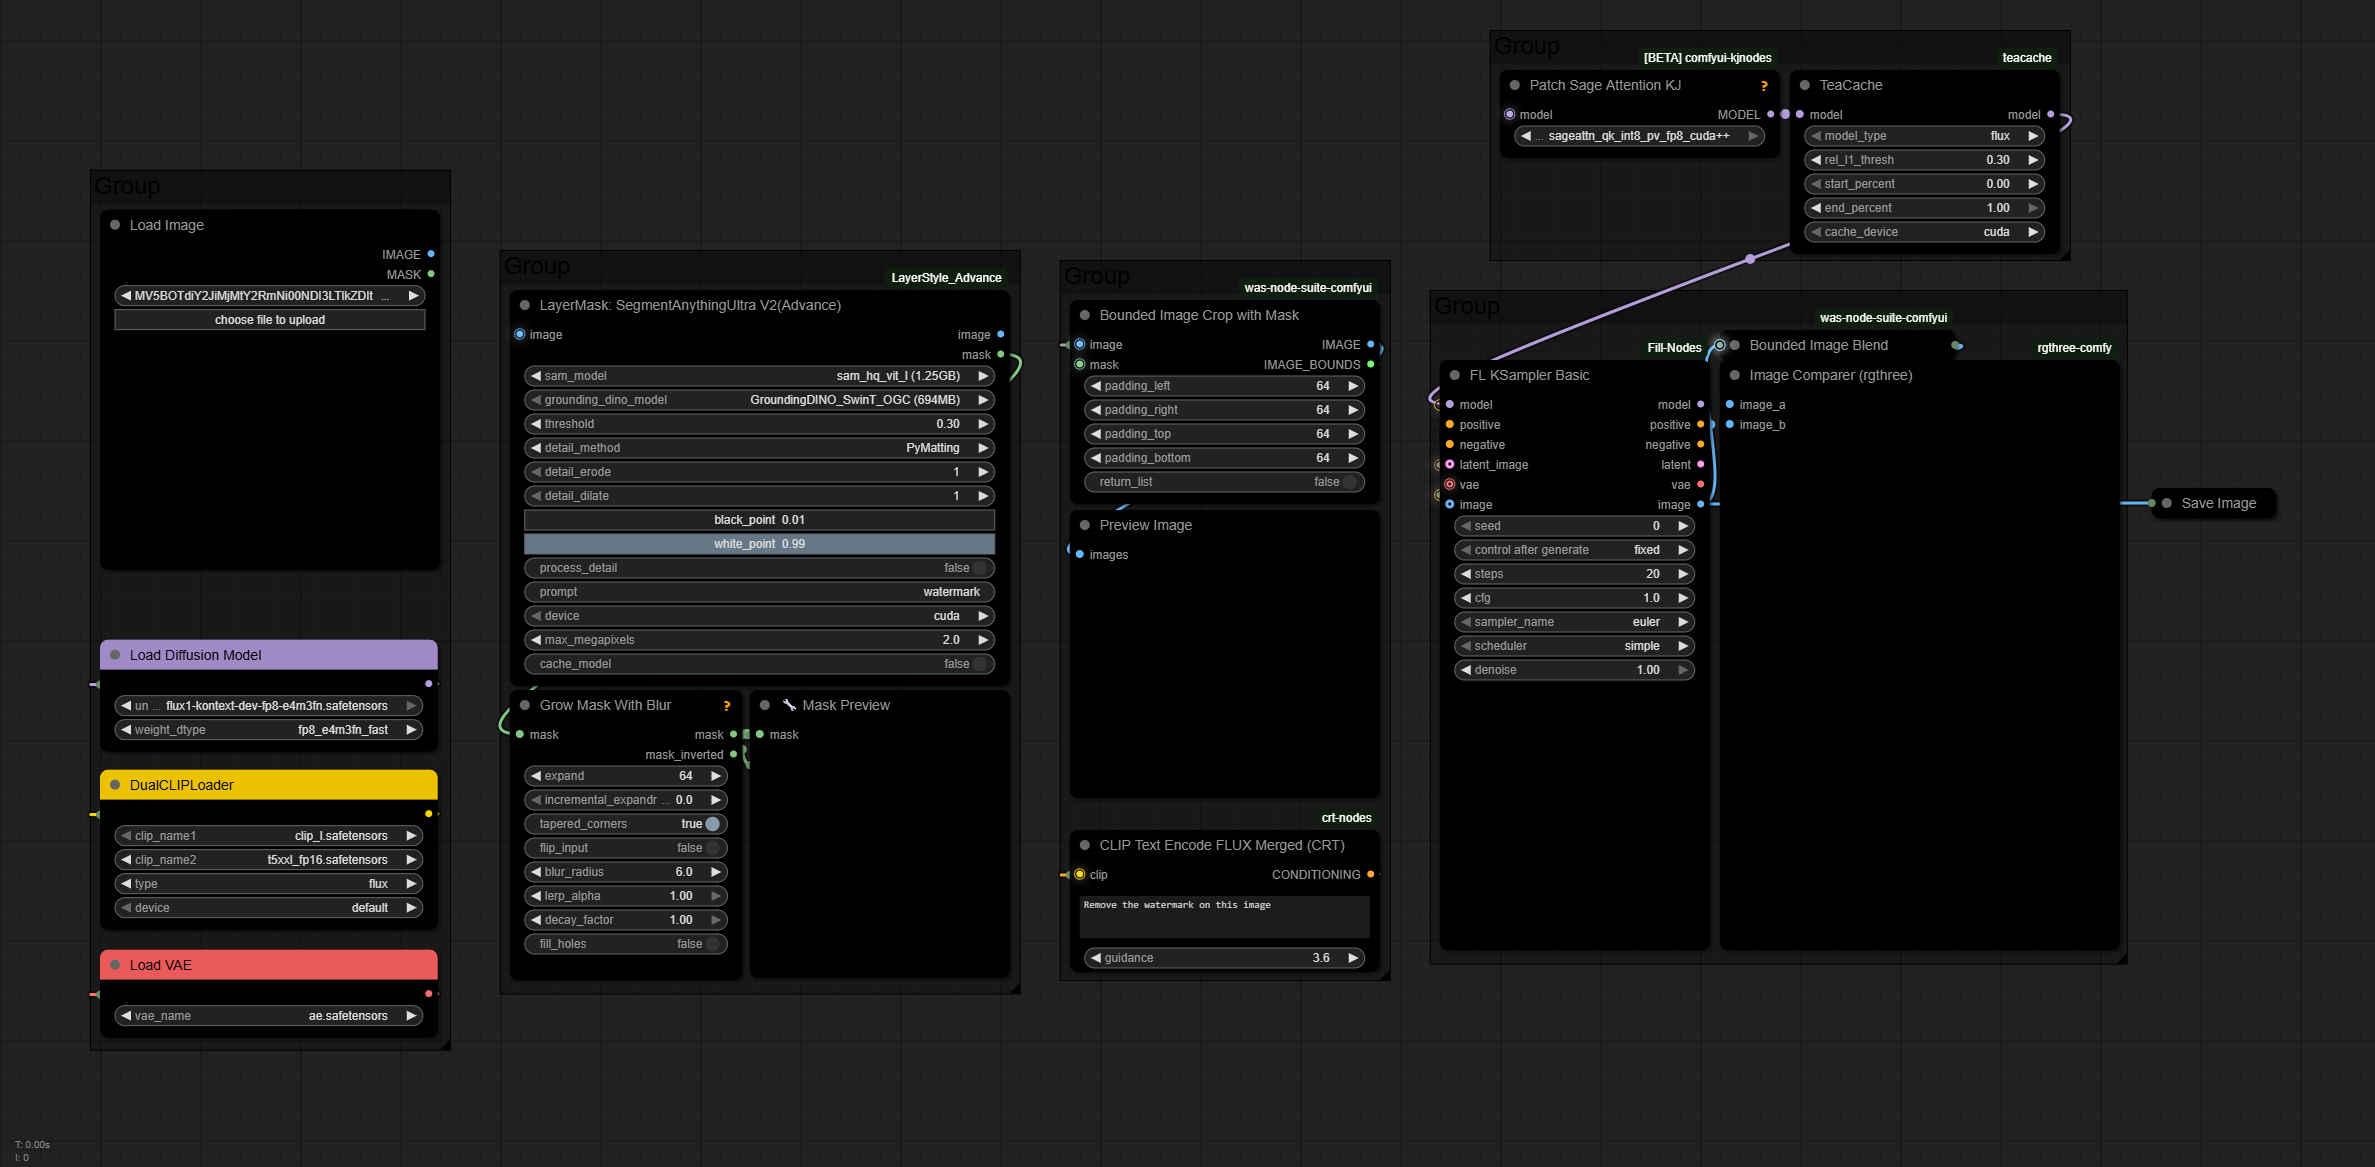 Group
Load Image
IMAGE
MASK
MV5BOTdiY2JiMjMtY2RmNi00NDI3LTlkZDIt ...
choose file to upload
Load Diffusion Model
un ... flux1-kontext-dev-fp8-e4m3fn.safetensors
weight_dtype fp8_e4m3fn_fast
DualCLIPLoader
clip_name1 clip_l.safetensors
clip_name2 t5xxl_fp16.safetensors
type flux
device default
Load VAE
vae_name ae.safetensors
Group
LayerStyle_Advance
LayerMask: SegmentAnythingUltra V2(Advance)
image image
mask
sam_model sam_hq_vit_l (1.25GB)
grounding_dino_model GroundingDINO_SwinT_OGC (694MB)
threshold 0.30
detail_method PyMatting
detail_erode 1
detail_dilate 1
black_point 0.01
white_point 0.99
process_detail false
prompt watermark
device cuda
max_megapixels 2.0
cache_model false
Grow Mask With Blur ?
mask mask
mask_inverted
expand 64
incremental_expandr ... 0.0
tapered_corners true
flip_input false
blur_radius 6.0
lerp_alpha 1.00
decay_factor 1.00
fill_holes false
Mask Preview
mask
Group
was-node-suite-comfyui
Bounded Image Crop with Mask
image IMAGE
mask IMAGE_BOUNDS
padding_left 64
padding_right 64
padding_top 64
padding_bottom 64
return_list false
Preview Image
images
crt-nodes
CLIP Text Encode FLUX Merged (CRT)
clip CONDITIONING
Remove the watermark on this image
guidance 3.6
Group
[BETA] comfyui-kjnodes
Patch Sage Attention KJ ?
model MODEL
... sageattn_qk_int8_pv_fp8_cuda++
teacache
TeaCache
model model
model_type flux
rel_l1_thresh 0.30
start_percent 0.00
end_percent 1.00
cache_device cuda
Group
Fill-Nodes
FL KSampler Basic
model model
positive positive
negative negative
latent_image latent
vae vae
image image
seed 0
control after generate fixed
steps 20
cfg 1.0
sampler_name euler
scheduler simple
denoise 1.00
was-node-suite-comfyui
Bounded Image Blend
rgthree-comfy
Image Comparer (rgthree)
image_a
image_b
Save Image
T: 0.00s
I: 0